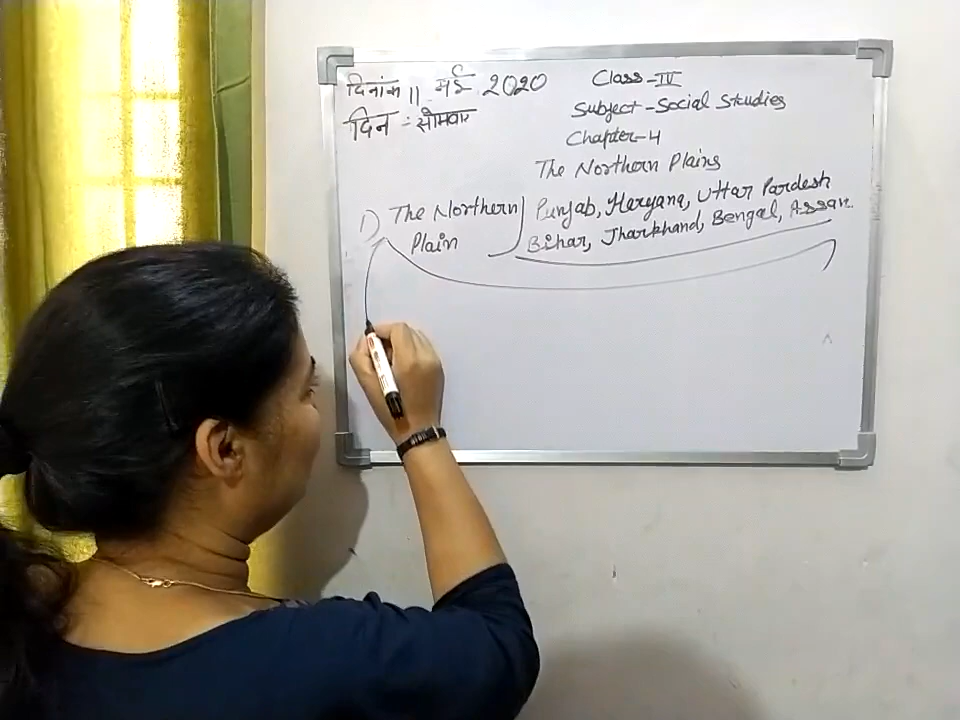 दिनांक 11 मई 2020
दिन : सोमवार
Class-IV
Subject-Social Studies
Chapter-4
The Northern Plains
1) The Northern Plain
Punjab, Haryana, Uttar Pardesh
Bihar, Jharkhand, Bengal, Assam